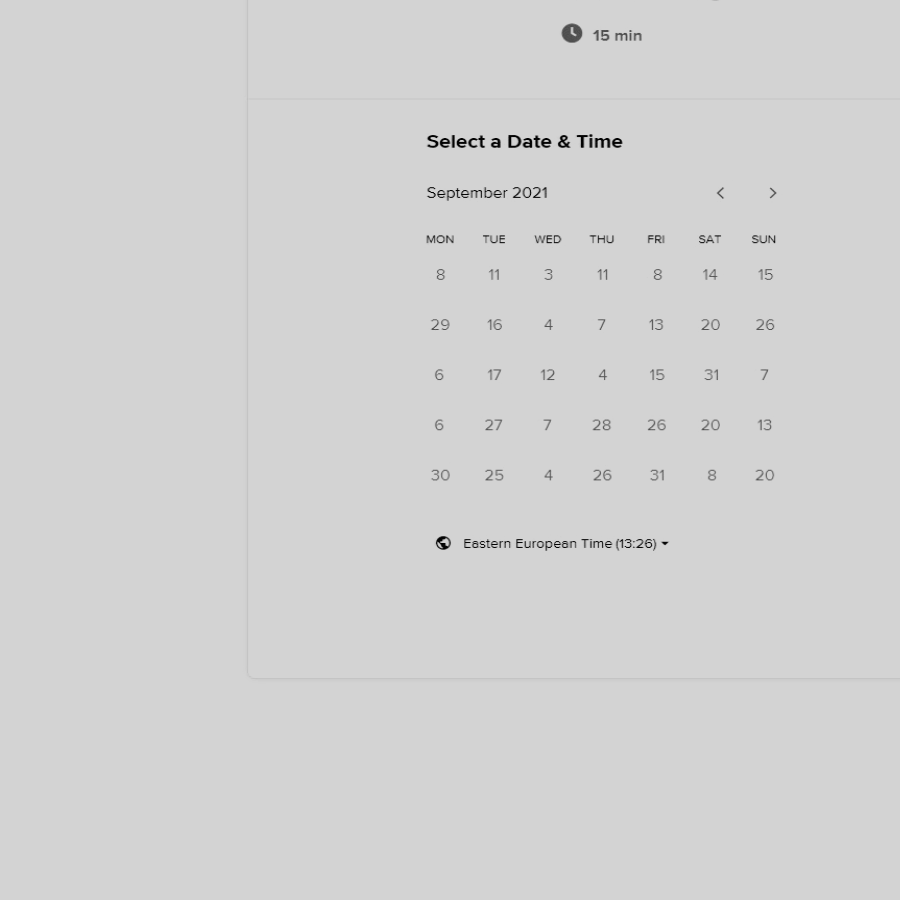 15 min
Select a Date & Time
September 2021
MON TUE WED THU FRI SAT SUN
8 11 3 11 8 14 15
29 16 4 7 13 20 26
6 17 12 4 15 31 7
6 27 7 28 26 20 13
30 25 4 26 31 8 20
Eastern European Time (13:26)